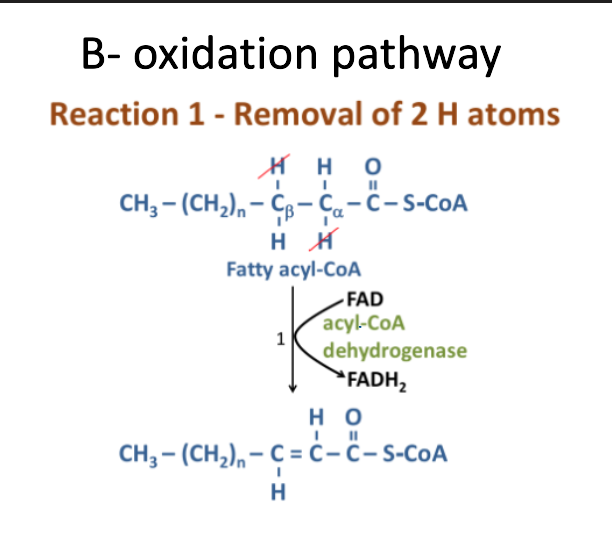 B- oxidation pathway
Reaction 1 - Removal of 2 H atoms
H H O
CH₃ – (CH₂)ₙ – Cβ – Cα – C – S-CoA
H H
Fatty acyl-CoA
FAD
1
acyl-CoA
dehydrogenase
FADH₂
H O
CH₃ – (CH₂)ₙ – C = C – C – S-CoA
H